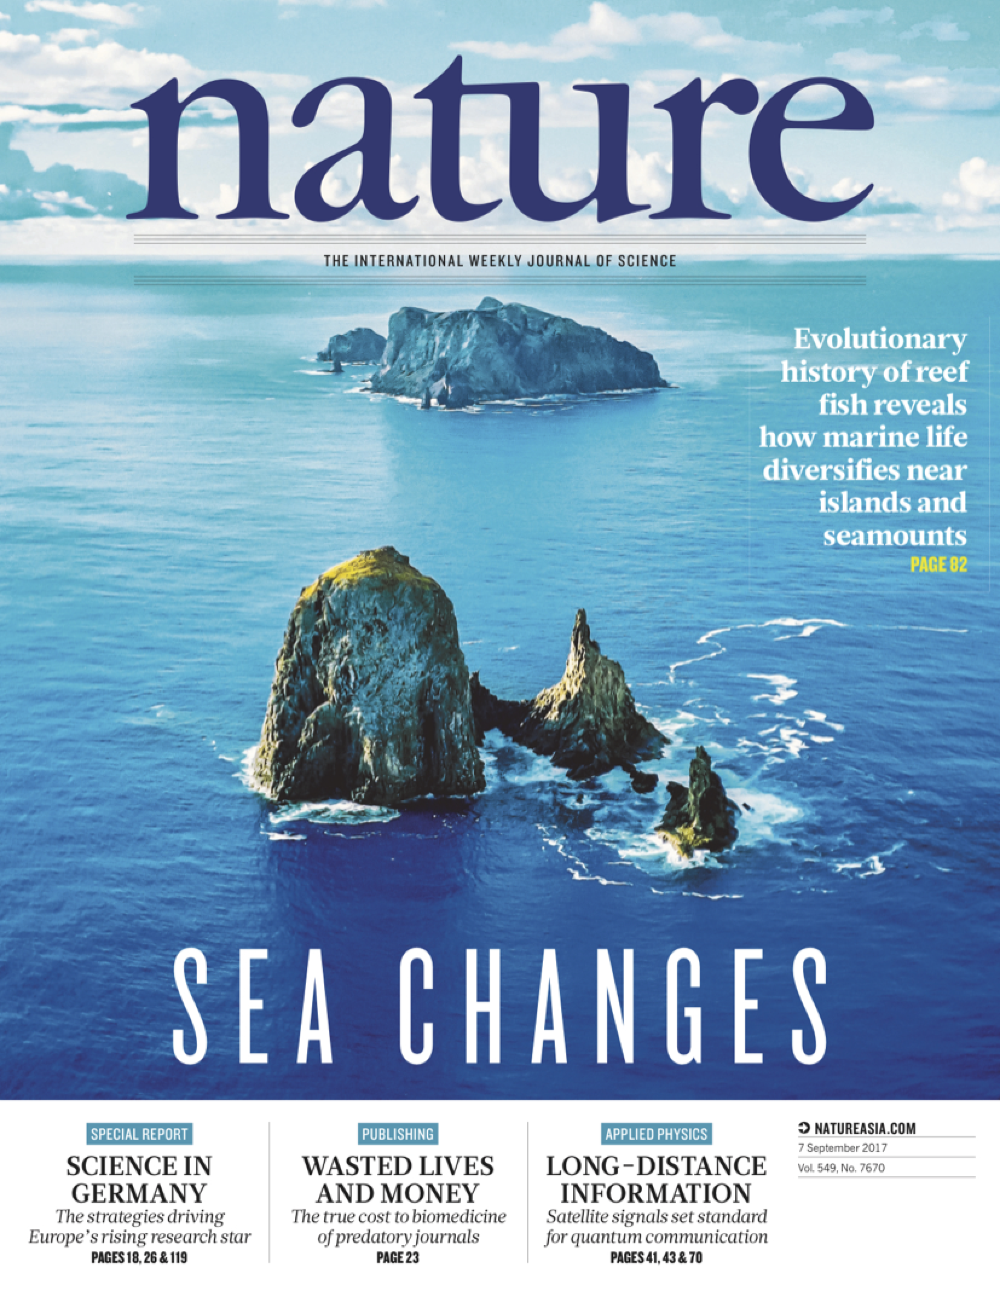 nature
THE INTERNATIONAL WEEKLY JOURNAL OF SCIENCE
Evolutionary
history of reef
fish reveals
how marine life
diversifies near
islands and
seamounts
PAGE 82
SEA CHANGES
SPECIAL REPORT
SCIENCE IN
GERMANY
The strategies driving
Europe's rising research star
PAGES 18, 26 & 119
PUBLISHING
WASTED LIVES
AND MONEY
The true cost to biomedicine
of predatory journals
PAGE 23
APPLIED PHYSICS
LONG-DISTANCE
INFORMATION
Satellite signals set standard
for quantum communication
PAGES 41, 43 & 70
NATUREASIA.COM
7 September 2017
Vol. 549, No. 7670